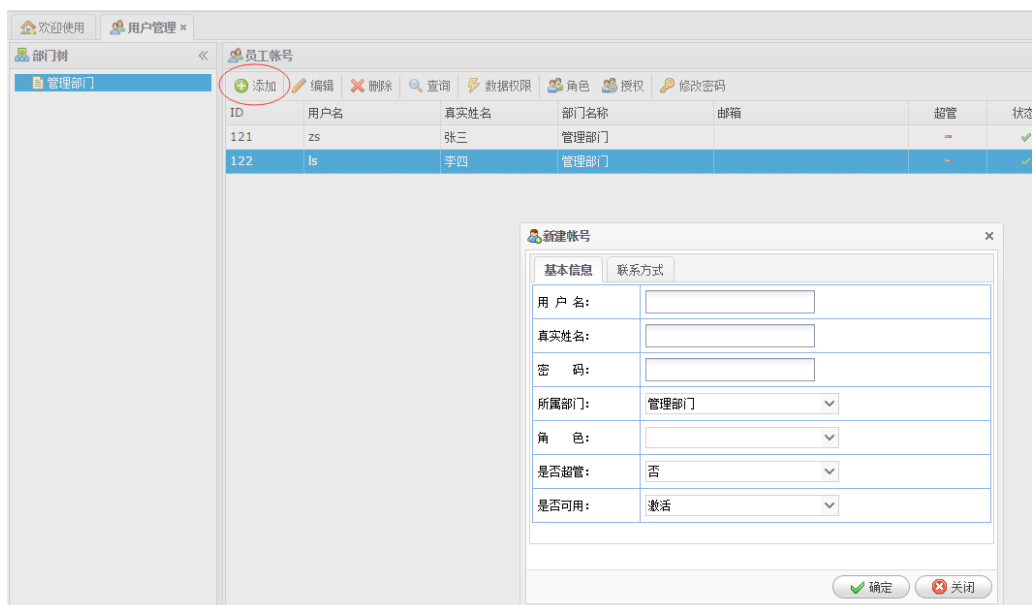 欢迎使用 用户管理 ×
部门树 «
管理部门
员工帐号
添加 编辑 删除 查询 数据权限 角色 授权 修改密码
ID 用户名 真实姓名 部门名称 邮箱 超管 状态
121 zs 张三 管理部门
122 ls 李四 管理部门
新建帐号 ×
基本信息 联系方式
用 户 名:
真实姓名:
密 码:
所属部门: 管理部门
角 色:
是否超管: 否
是否可用: 激活
确定 关闭